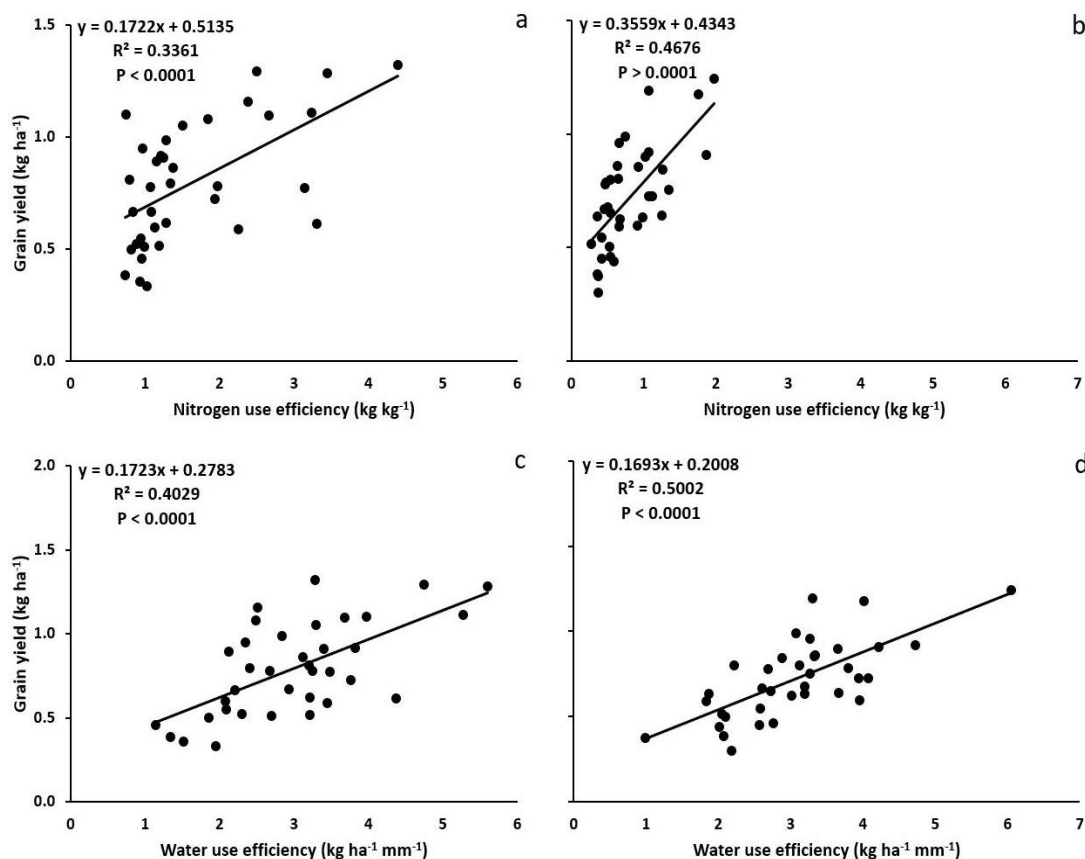 a
y = 0.1722x + 0.5135
R² = 0.3361
P < 0.0001
Grain yield (kg ha⁻¹)
1.5
1.0
0.5
0.0
0 1 2 3 4 5 6
Nitrogen use efficiency (kg kg⁻¹)
b
y = 0.3559x + 0.4343
R² = 0.4676
P > 0.0001
0 1 2 3 4 5 6 7
Nitrogen use efficiency (kg kg⁻¹)
c
y = 0.1723x + 0.2783
R² = 0.4029
P < 0.0001
Grain yield (kg ha⁻¹)
2.0
1.5
1.0
0.5
0.0
0 1 2 3 4 5 6
Water use efficiency (kg ha⁻¹ mm⁻¹)
d
y = 0.1693x + 0.2008
R² = 0.5002
P < 0.0001
0 1 2 3 4 5 6 7
Water use efficiency (kg ha⁻¹ mm⁻¹)